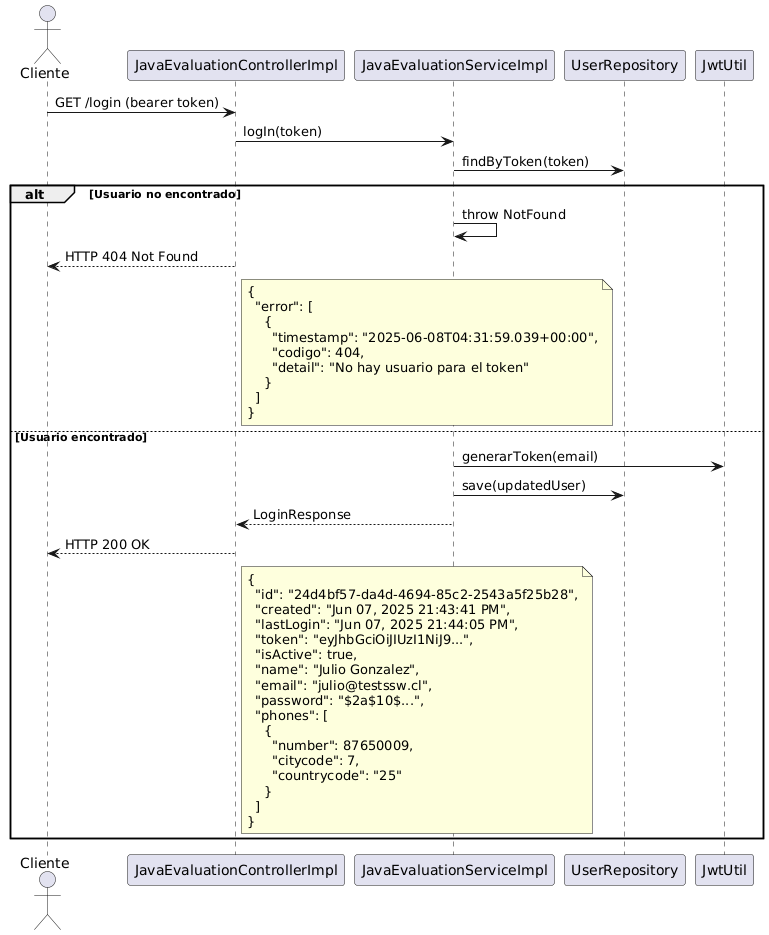 Cliente
JavaEvaluationControllerImpl
JavaEvaluationServiceImpl
UserRepository
JwtUtil
GET /login (bearer token)
logIn(token)
findByToken(token)
alt
[Usuario no encontrado]
throw NotFound
HTTP 404 Not Found
{
"error": [
{
"timestamp": "2025-06-08T04:31:59.039+00:00",
"codigo": 404,
"detail": "No hay usuario para el token"
}
]
}
[Usuario encontrado]
generarToken(email)
save(updatedUser)
LoginResponse
HTTP 200 OK
{
"id": "24d4bf57-da4d-4694-85c2-2543a5f25b28",
"created": "Jun 07, 2025 21:43:41 PM",
"lastLogin": "Jun 07, 2025 21:44:05 PM",
"token": "eyJhbGciOiJIUzI1NiJ9...",
"isActive": true,
"name": "Julio Gonzalez",
"email": "julio@testssw.cl",
"password": "$2a$10$...",
"phones": [
{
"number": 87650009,
"citycode": 7,
"countrycode": "25"
}
]
}
Cliente
JavaEvaluationControllerImpl
JavaEvaluationServiceImpl
UserRepository
JwtUtil